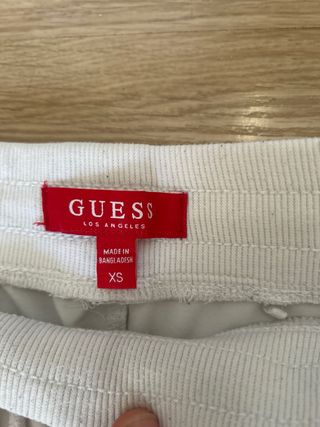 GUESS
LOS ANGELES
MADE IN
BANGLADESH
XS